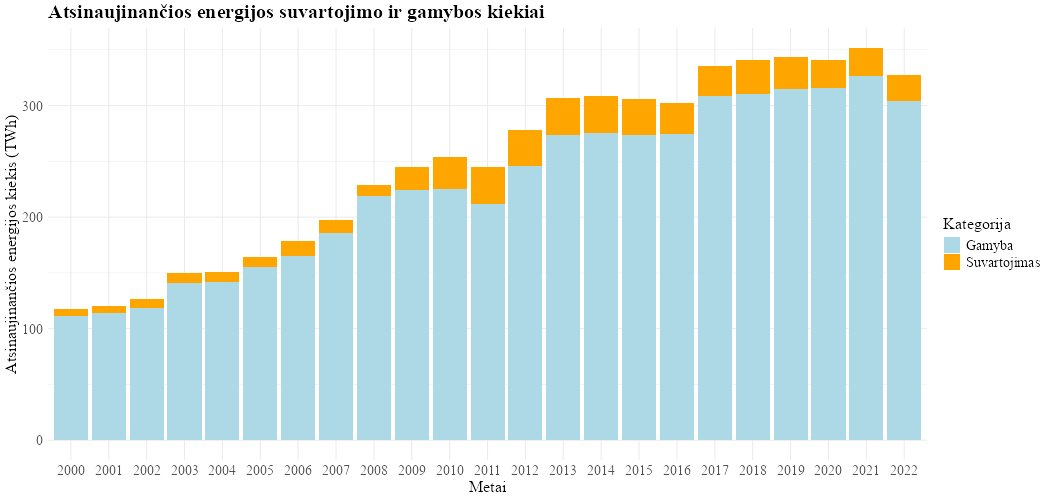 Atsinaujinančios energijos suvartojimo ir gamybos kiekiai
Atsinaujinančios energijos kiekis (TWh)
300
200
100
0
2000 2001 2002 2003 2004 2005 2006 2007 2008 2009 2010 2011 2012 2013 2014 2015 2016 2017 2018 2019 2020 2021 2022
Metai
Kategorija
Gamyba
Suvartojimas